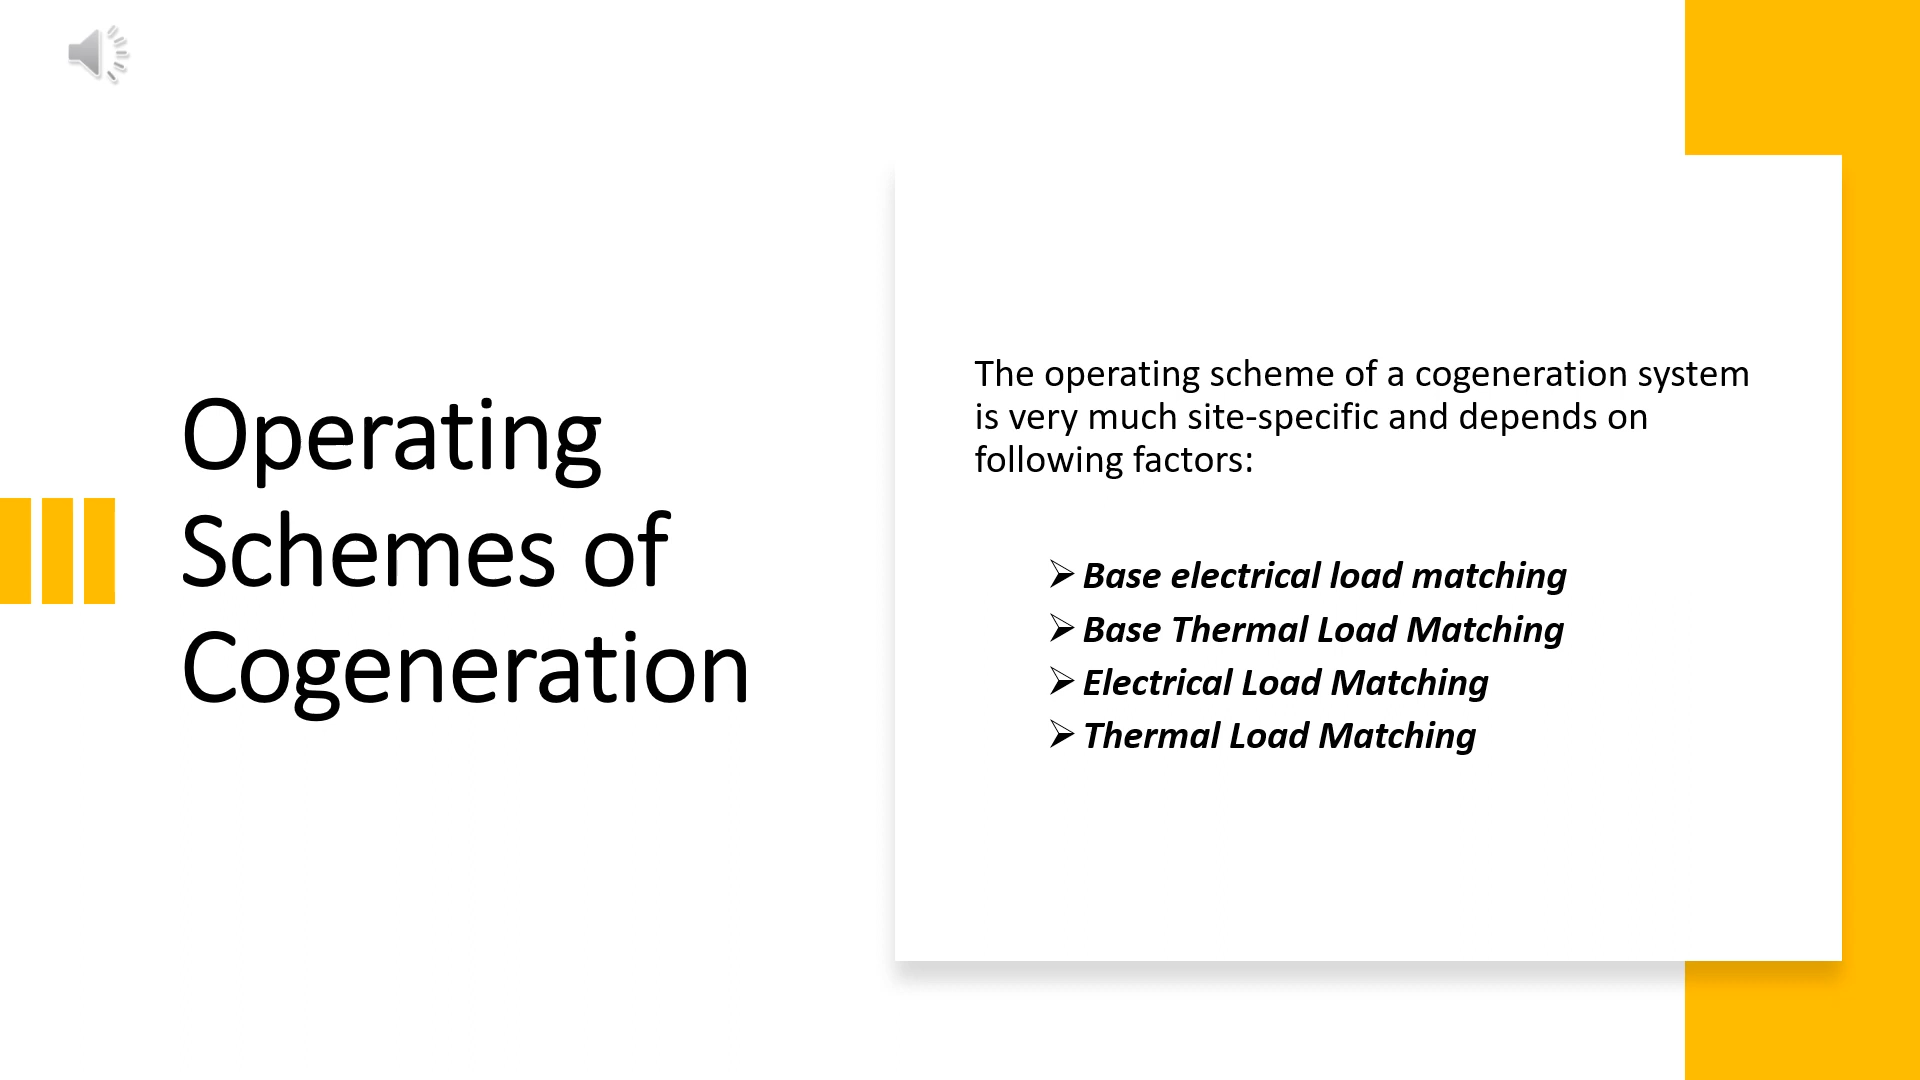 Operating
Schemes of
Cogeneration
The operating scheme of a cogeneration system
is very much site-specific and depends on
following factors:
➢ Base electrical load matching
➢ Base Thermal Load Matching
➢ Electrical Load Matching
➢ Thermal Load Matching